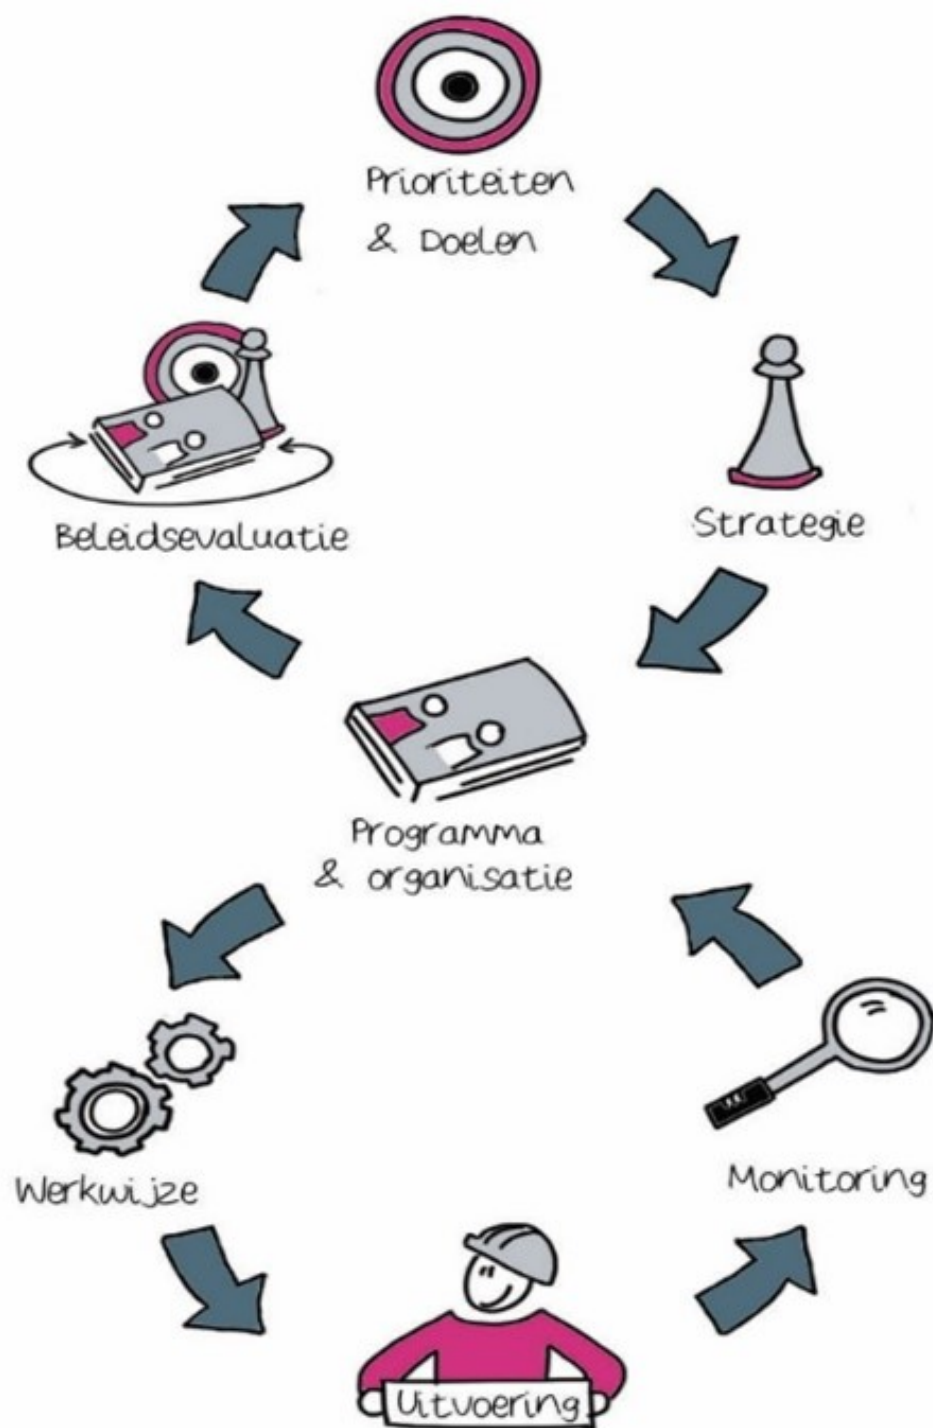 Prioriteiten
& Doelen
Strategie
Beleidsevaluatie
Programma
& organisatie
Werkwijze
Monitoring
Uitvoering